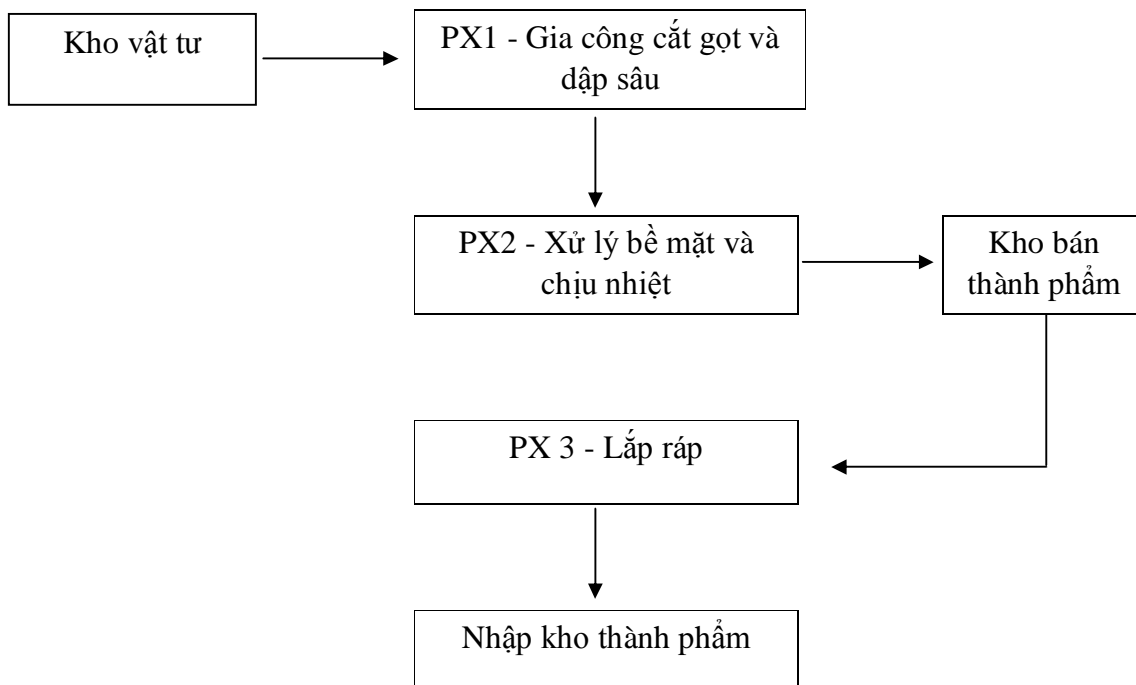 Kho vật tư
PX1 - Gia công cắt gọt và
dập sâu
PX2 - Xử lý bề mặt và
chịu nhiệt
Kho bán
thành phẩm
PX 3 - Lắp ráp
Nhập kho thành phẩm